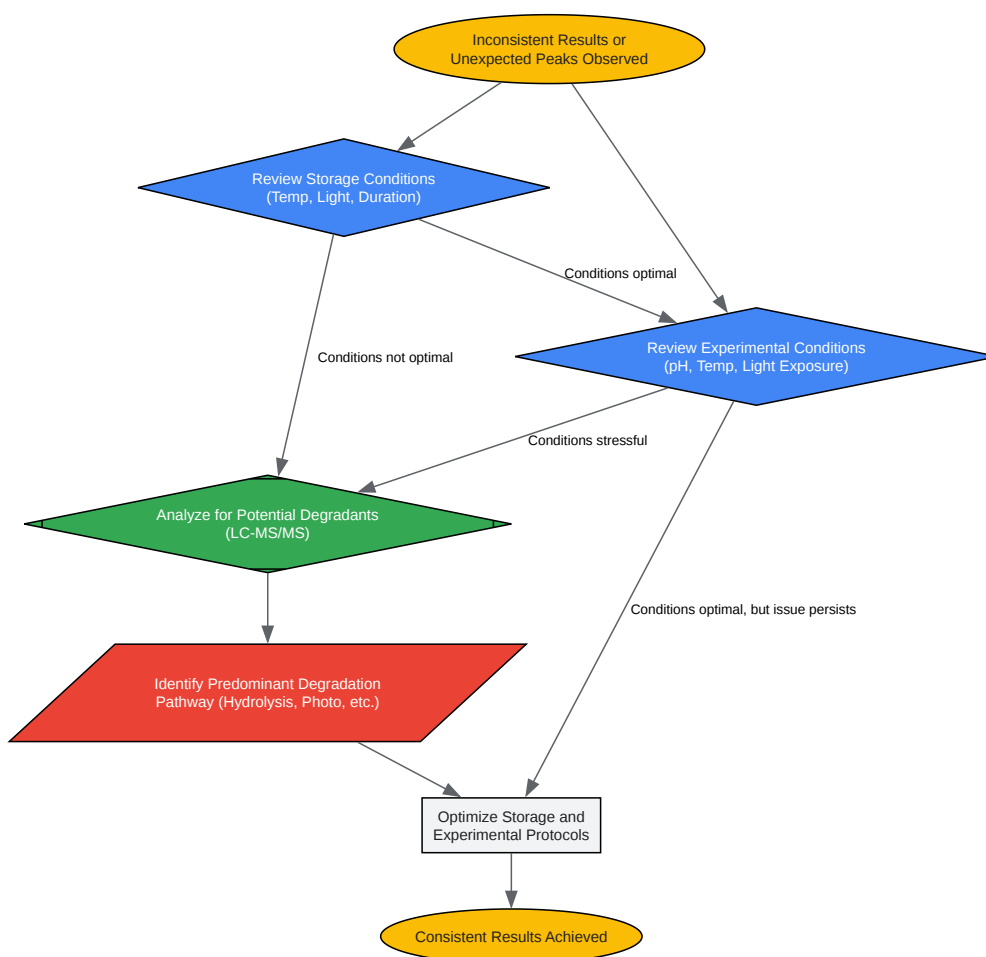 Inconsistent Results or
Unexpected Peaks Observed
Review Storage Conditions
(Temp, Light, Duration)
Conditions optimal
Review Experimental Conditions
(pH, Temp, Light Exposure)
Conditions not optimal
Conditions stressful
Analyze for Potential Degradants
(LC-MS/MS)
Conditions optimal, but issue persists
Identify Predominant Degradation
Pathway (Hydrolysis, Photo, etc.)
Optimize Storage and
Experimental Protocols
Consistent Results Achieved